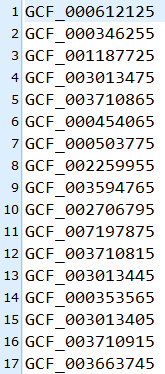 1 GCF_000612125
2 GCF_000346255
3 GCF_001187725
4 GCF_003013475
5 GCF_003710865
6 GCF_000454065
7 GCF_000503775
8 GCF_002259955
9 GCF_003594765
10 GCF_002706795
11 GCF_007197875
12 GCF_003710815
13 GCF_003013445
14 GCF_000353565
15 GCF_003013405
16 GCF_003710915
17 GCF_003663745